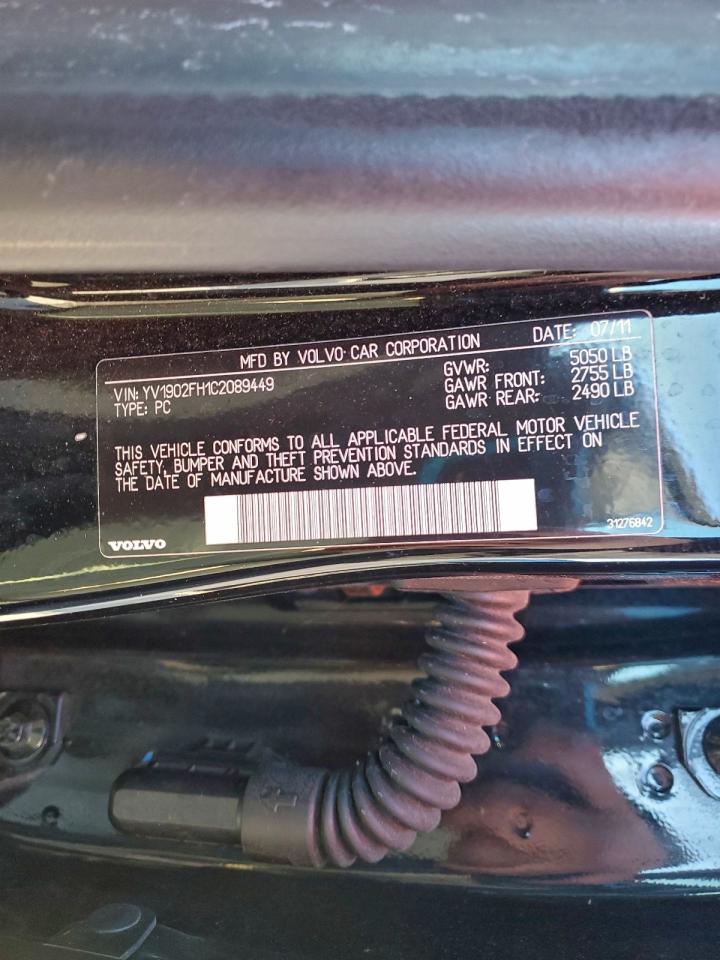 MFD BY VOLVO CAR CORPORATION DATE: 07/11
VIN: YV1902FH1C2089449
TYPE: PC
GVWR: 5050 LB
GAWR FRONT: 2755 LB
GAWR REAR: 2490 LB
THIS VEHICLE CONFORMS TO ALL APPLICABLE FEDERAL MOTOR VEHICLE
SAFETY, BUMPER AND THEFT PREVENTION STANDARDS IN EFFECT ON
THE DATE OF MANUFACTURE SHOWN ABOVE.
VOLVO
31276842